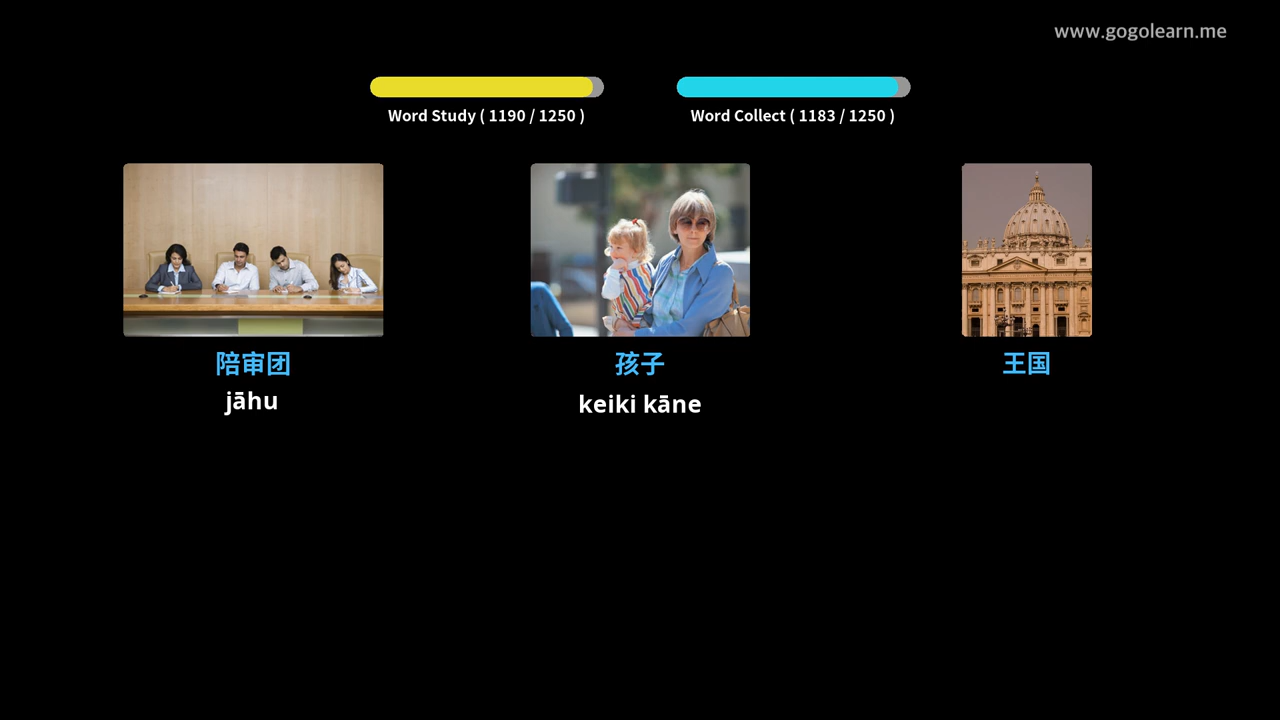 www.gogolearn.me
Word Study ( 1190 / 1250 )
Word Collect ( 1183 / 1250 )
陪审团
jāhu
孩子
keiki kāne
王国